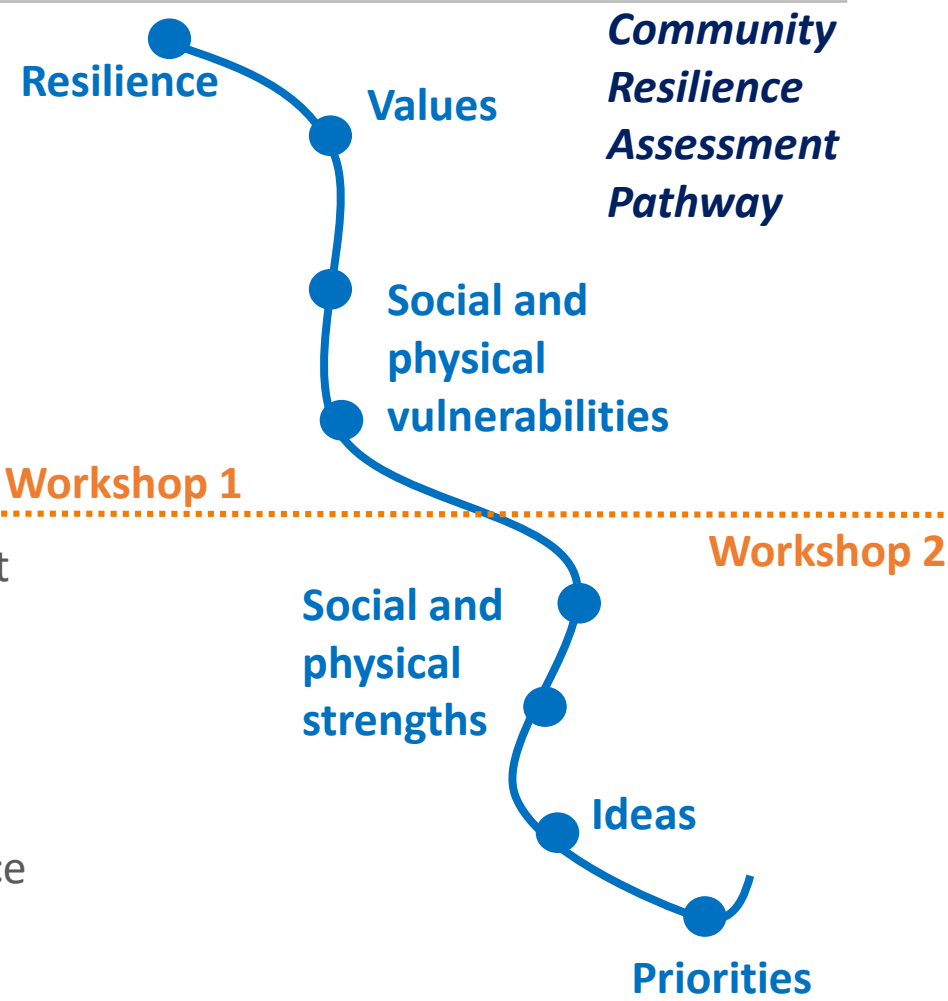 Community
Resilience
Assessment
Pathway
Resilience
Values
Social and
physical
vulnerabilities
Workshop 1
Workshop 2
Social and
physical
strengths
Ideas
Priorities